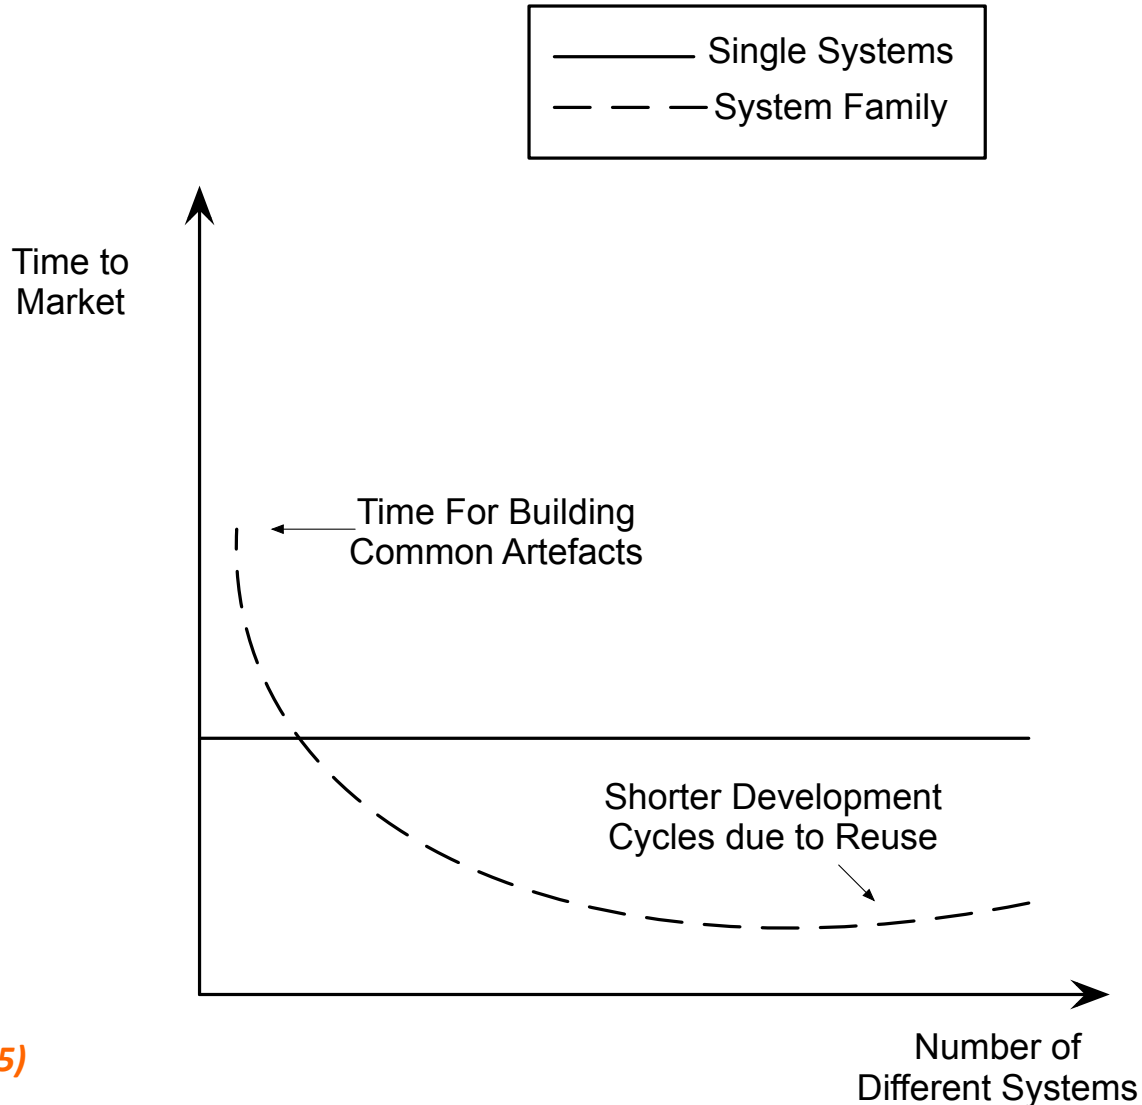 Single Systems
System Family
Time to
Market
Time For Building
Common Artefacts
Shorter Development
Cycles due to Reuse
Number of
Different Systems
5)